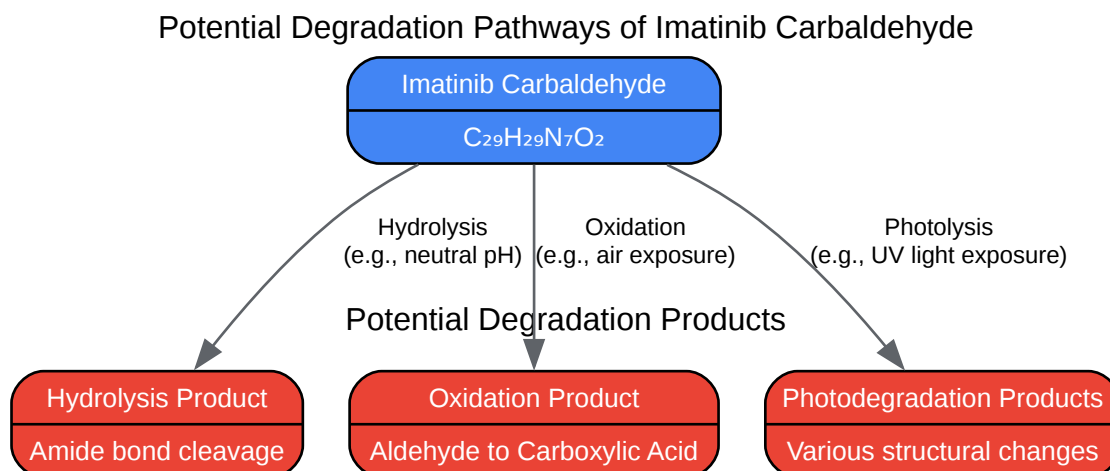 Potential Degradation Pathways of Imatinib Carbaldehyde
Imatinib Carbaldehyde
C₂₉H₂₉N₇O₂
Hydrolysis
(e.g., neutral pH)
Oxidation
(e.g., air exposure)
Photolysis
(e.g., UV light exposure)
Potential Degradation Products
Hydrolysis Product
Amide bond cleavage
Oxidation Product
Aldehyde to Carboxylic Acid
Photodegradation Products
Various structural changes